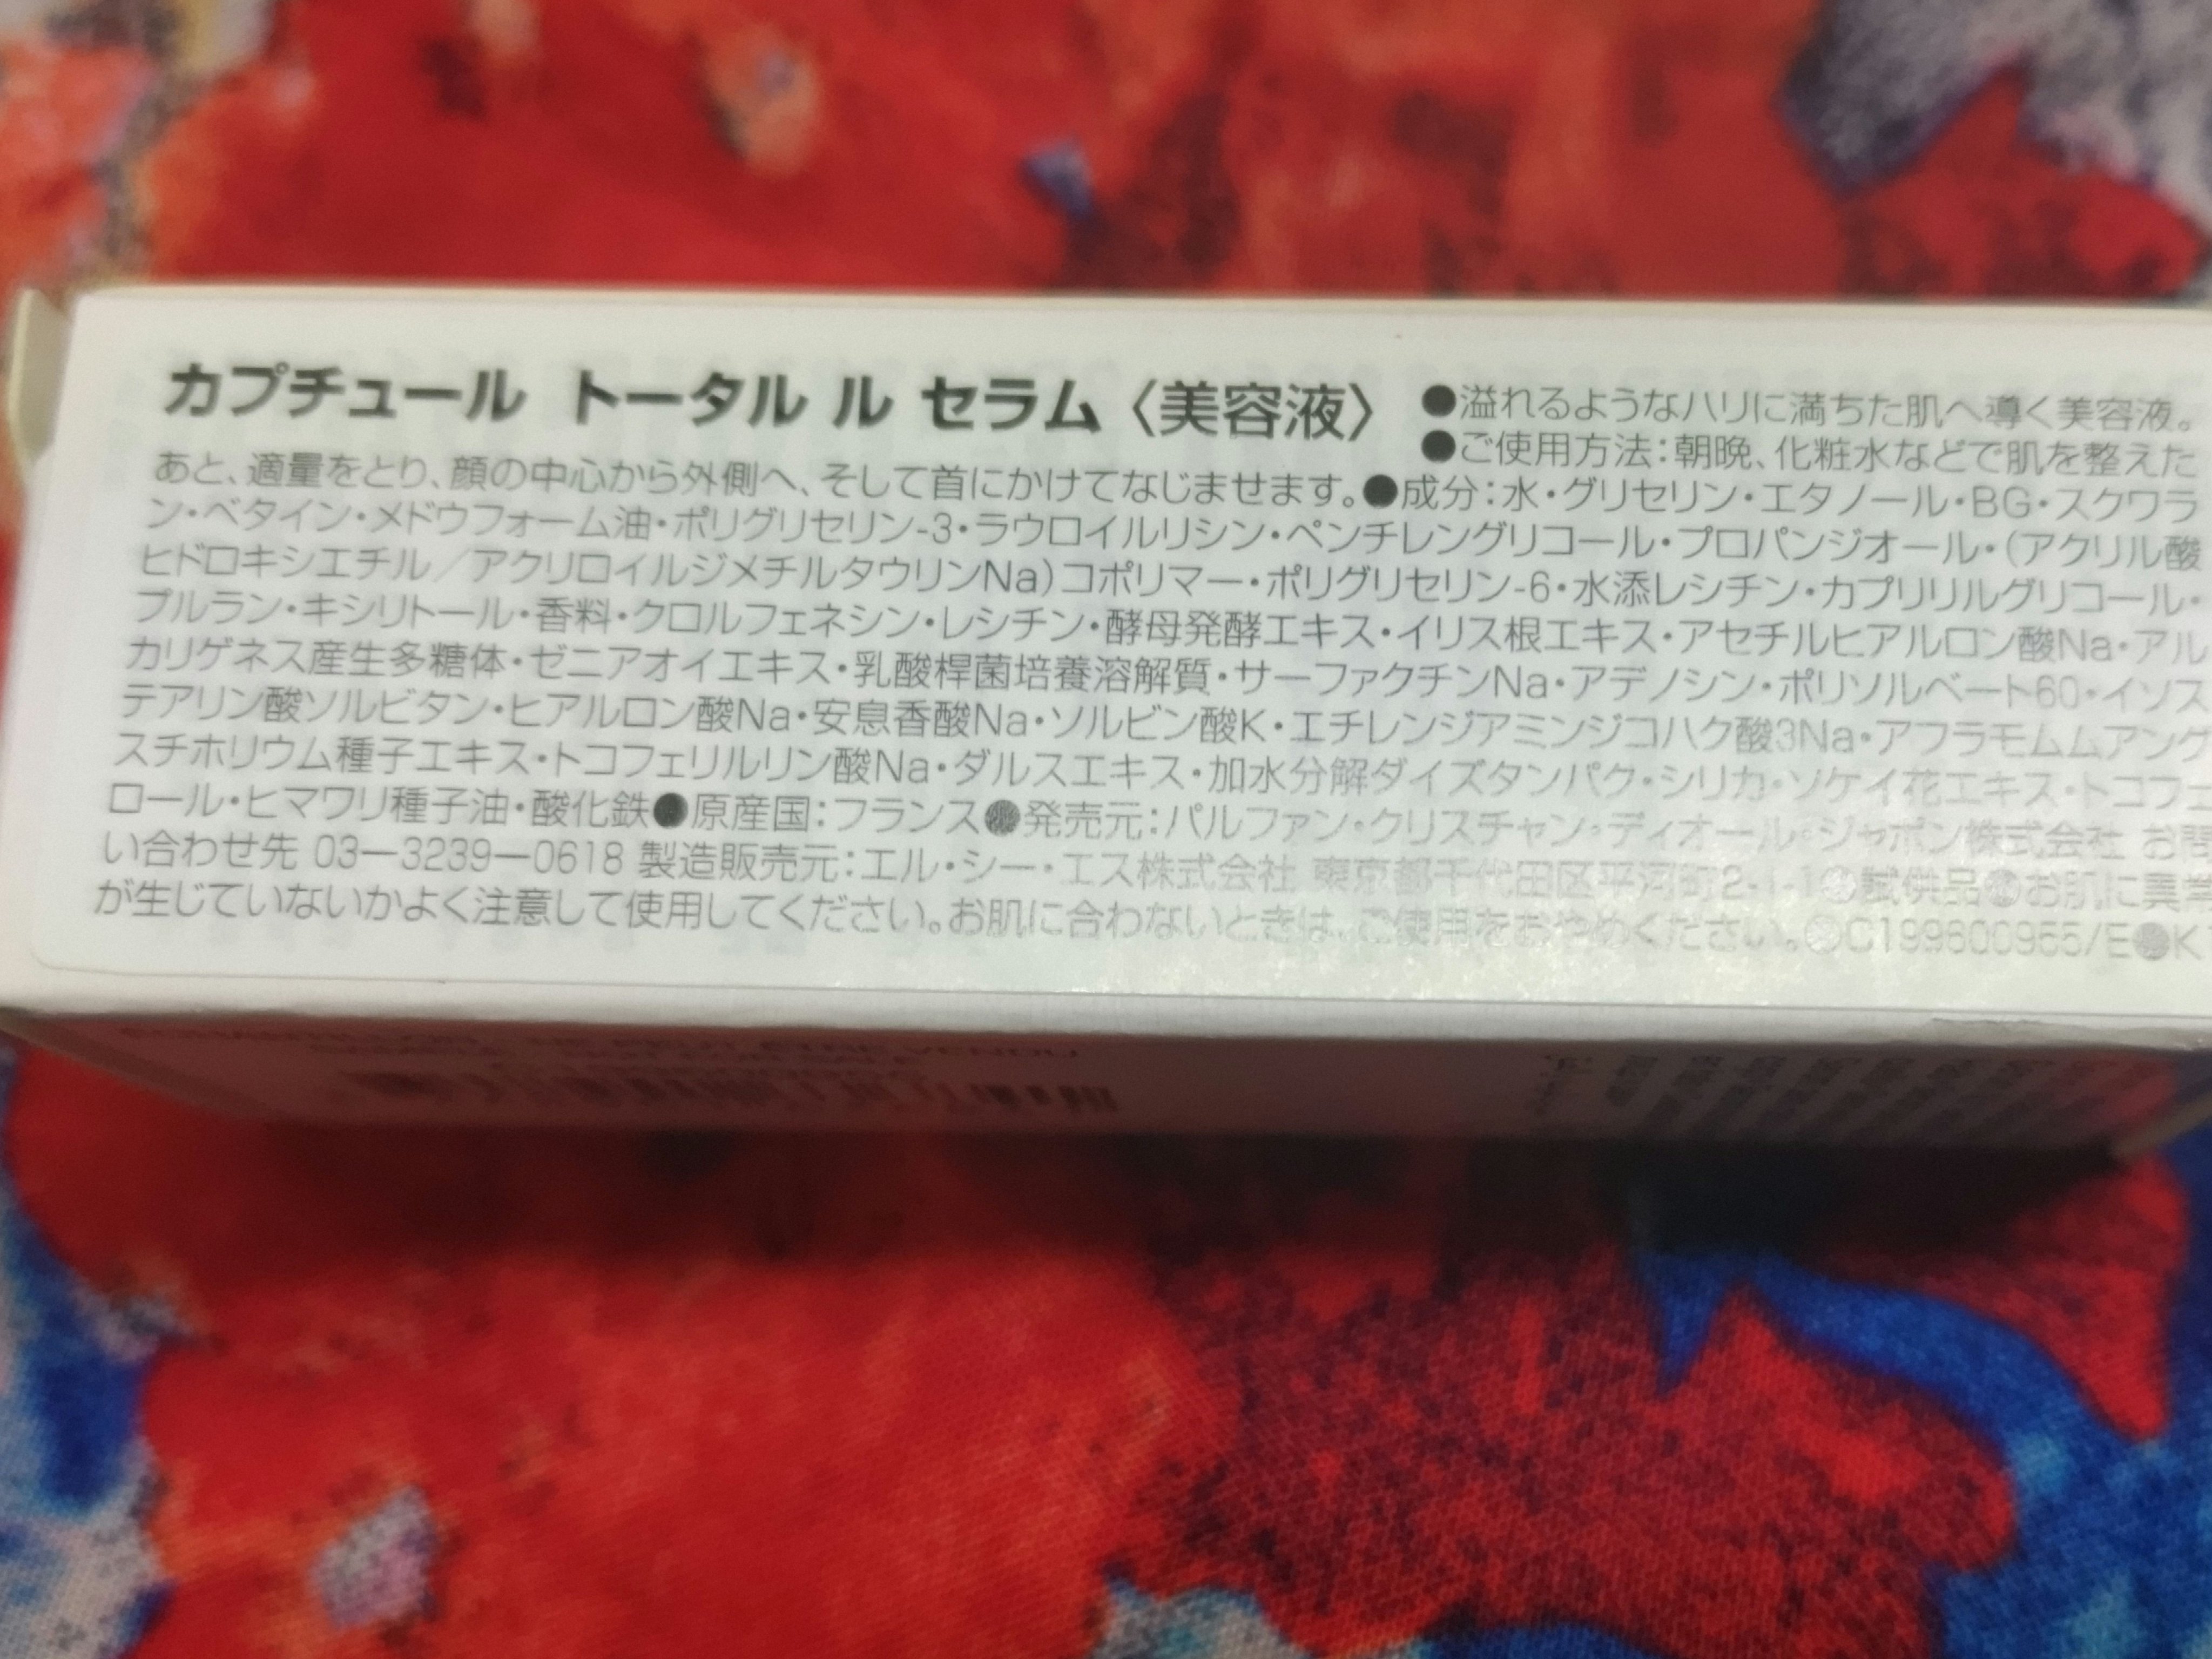 カプチュール トータル ル セラム〈美容液〉 ●溢れるようなハリに満ちた肌へ導く美容液。
●ご使用方法：朝晩、化粧水などで肌を整えた
あと、適量をとり、顔の中心から外側へ、そして首にかけてなじませます。●成分：水・グリセリン・エタノール・BG・スクワラ
ン・ベタイン・メドウフォーム油・ポリグリセリン-3・ラウロイルリシン・ペンチレングリコール・プロパンジオール・（アクリル酸
ヒドロキシエチル／アクリロイルジメチルタウリンNa）コポリマー・ポリグリセリン-6・水添レシチン・カプリリルグリコール・
プルラン・キシリトール・香料・クロルフェネシン・レシチン・酵母発酵エキス・イリス根エキス・アセチルヒアルロン酸Na・アル
カリゲネス産生多糖体・ゼニアオイエキス・乳酸桿菌培養溶解質・サーファクチンNa・アデノシン・ポリソルベート60・イソス
テアリン酸ソルビタン・ヒアルロン酸Na・安息香酸Na・ソルビン酸K・エチレンジアミンジコハク酸3Na・アフラモムムアング
スチホリウム種子エキス・トコフェリルリン酸Na・ダルスエキス・加水分解ダイズタンパク・シリカ・ソケイ花エキス・トコフェ
ロール・ヒマワリ種子油・酸化鉄●原産国：フランス●発売元：パルファン・クリスチャン・ディオール・ジャポン株式会社 お問
い合わせ先 03ー3239ー0618 製造販売元：エル・シー・エス株式会社 東京都千代田区平河町2-1-1●試供品●お肌に異常
が生じていないかよく注意して使用してください。お肌に合わないときは、ご使用をおやめください。●C199600965/E●K